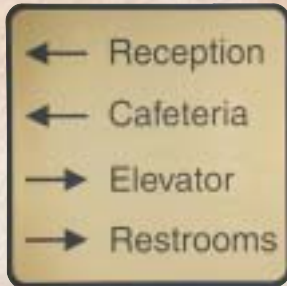 ← Reception
← Cafeteria
→ Elevator
→ Restrooms